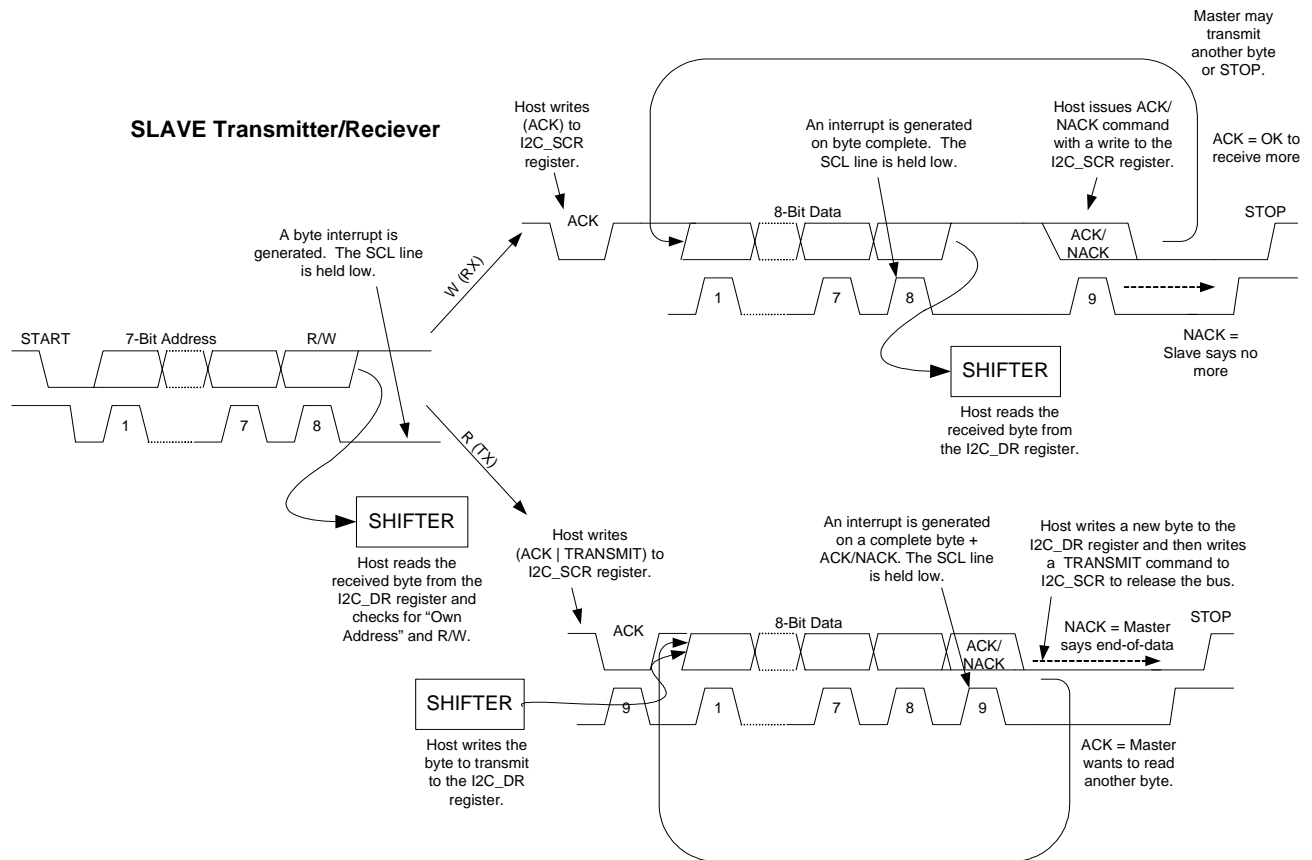 SLAVE Transmitter/Reciever
Master may
transmit
another byte
or STOP.
Host writes
(ACK) to
I2C_SCR
register.
An interrupt is generated
on byte complete.  The
SCL line is held low.
Host issues ACK/
NACK command
with a write to the
I2C_SCR register.
ACK = OK to
receive more
A byte interrupt is
generated.  The SCL line
is held low.
W (RX)
ACK
8-Bit Data
ACK/
NACK
STOP
1
7
8
9
NACK =
Slave says no
more
SHIFTER
Host reads the
received byte from
the I2C_DR register.
START
7-Bit Address
R/W
1
7
8
R (TX)
SHIFTER
Host reads the
received byte from the
I2C_DR register and
checks for “Own
Address” and R/W.
Host writes
(ACK | TRANSMIT) to
I2C_SCR register.
An interrupt is generated
on a complete byte +
ACK/NACK. The SCL line
is held low.
Host writes a new byte to the
I2C_DR register and then writes
a  TRANSMIT command to
I2C_SCR to release the bus.
ACK
8-Bit Data
ACK/
NACK
NACK = Master
says end-of-data
STOP
SHIFTER
Host writes the
byte to transmit
to the I2C_DR
register.
9
1
7
8
9
ACK = Master
wants to read
another byte.